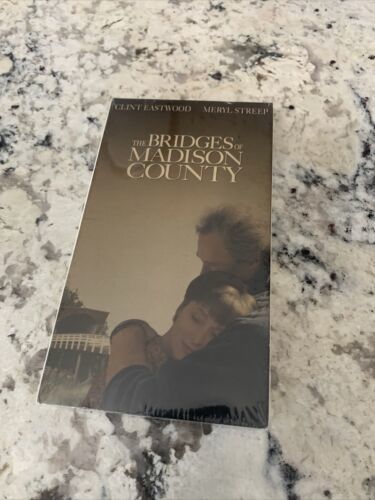 CLINT EASTWOOD MERYL STREEP
THE BRIDGES OF
MADISON
COUNTY